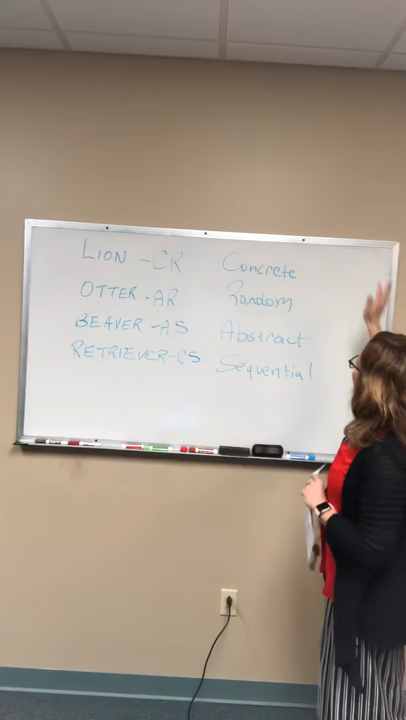 LION - CR
OTTER - AR
BEAVER - AS
RETRIEVER - CS
Concrete
Random
Abstract
Sequential